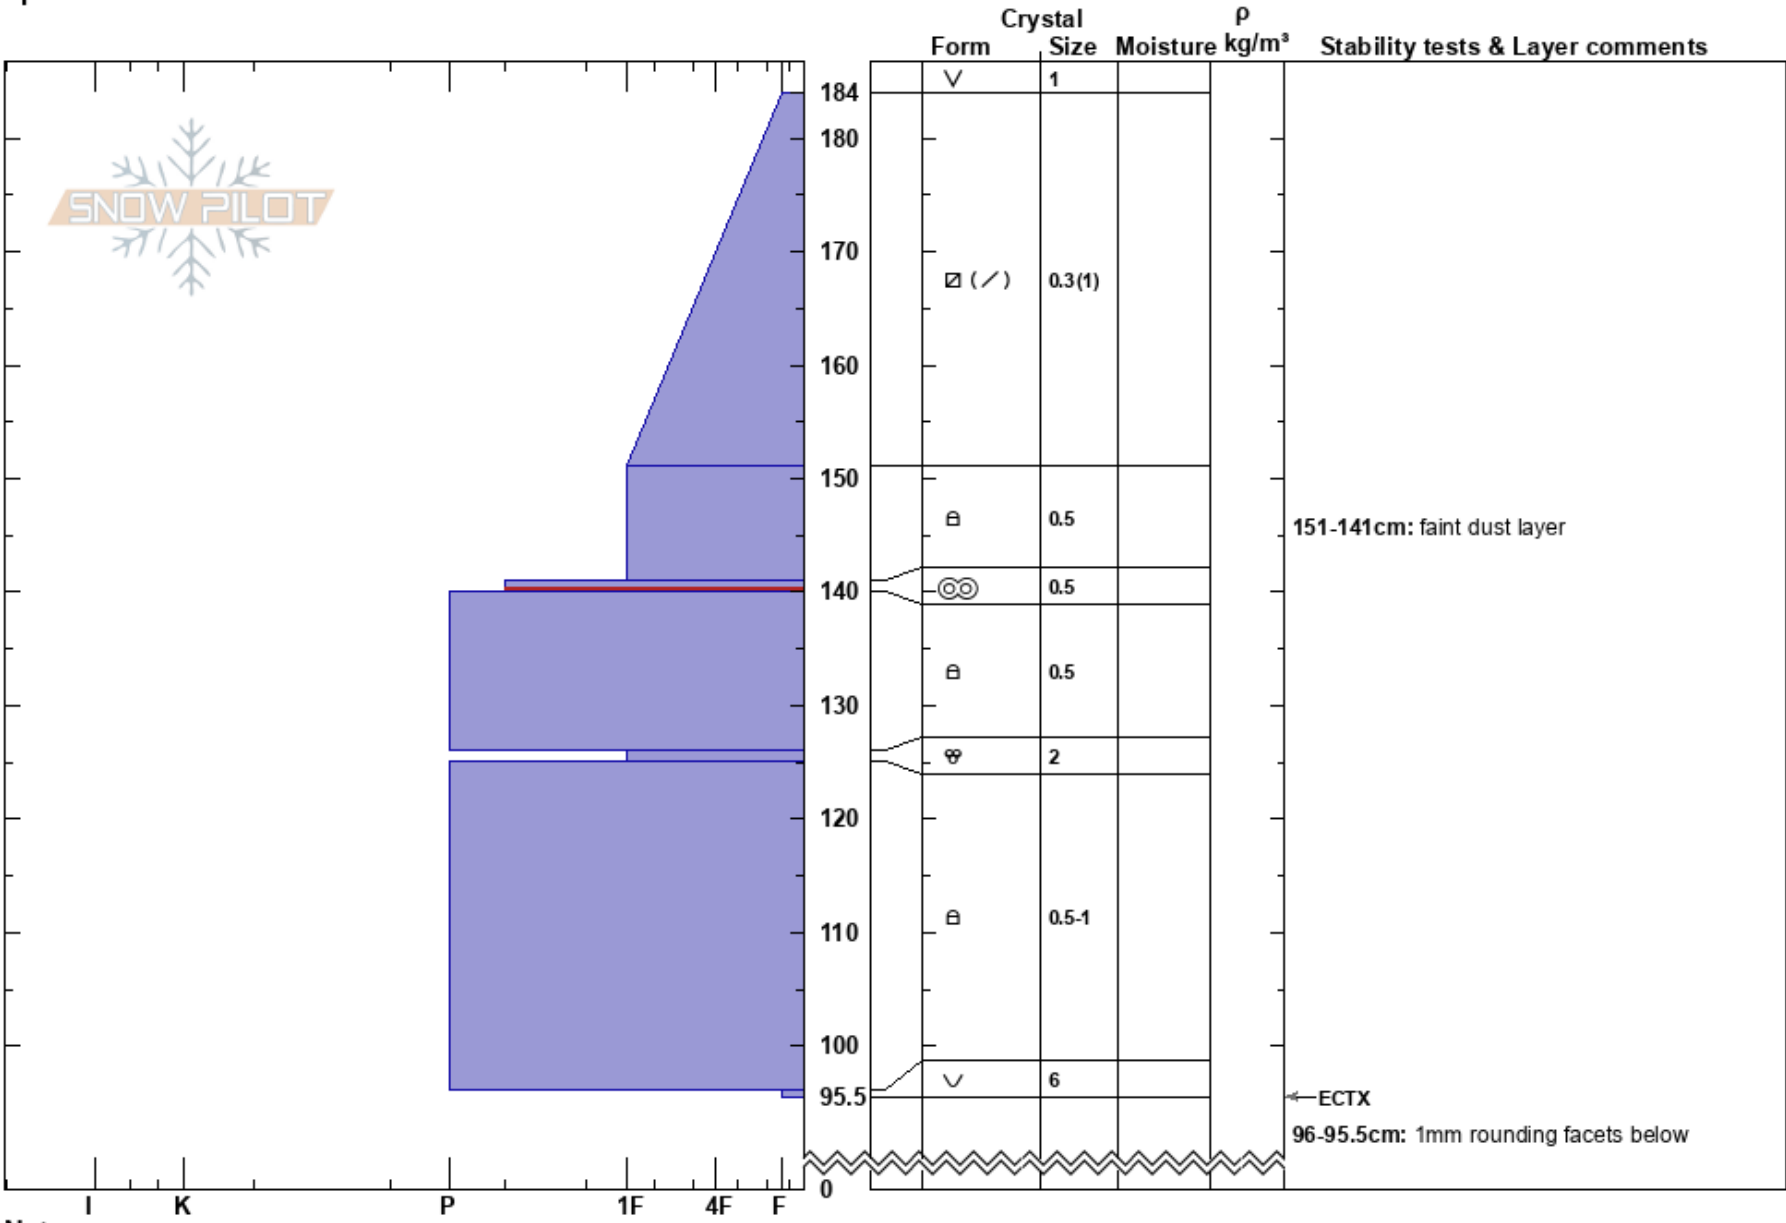 Crystal ρ
Form Size Moisture kg/m³ Stability tests & Layer comments
1
184
180
SNOW PILOT
170
0.3(1)
160
150
0.5
151-141cm: faint dust layer
140 0.5
0.5
130
2
120
0.5-1
110
100
6
95.5 ECTX
96-95.5cm: 1mm rounding facets below
0
I K P 1F 4F F